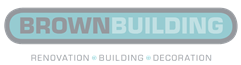 BROWNBUILDING
RENOVATION • BUILDING • DECORATION